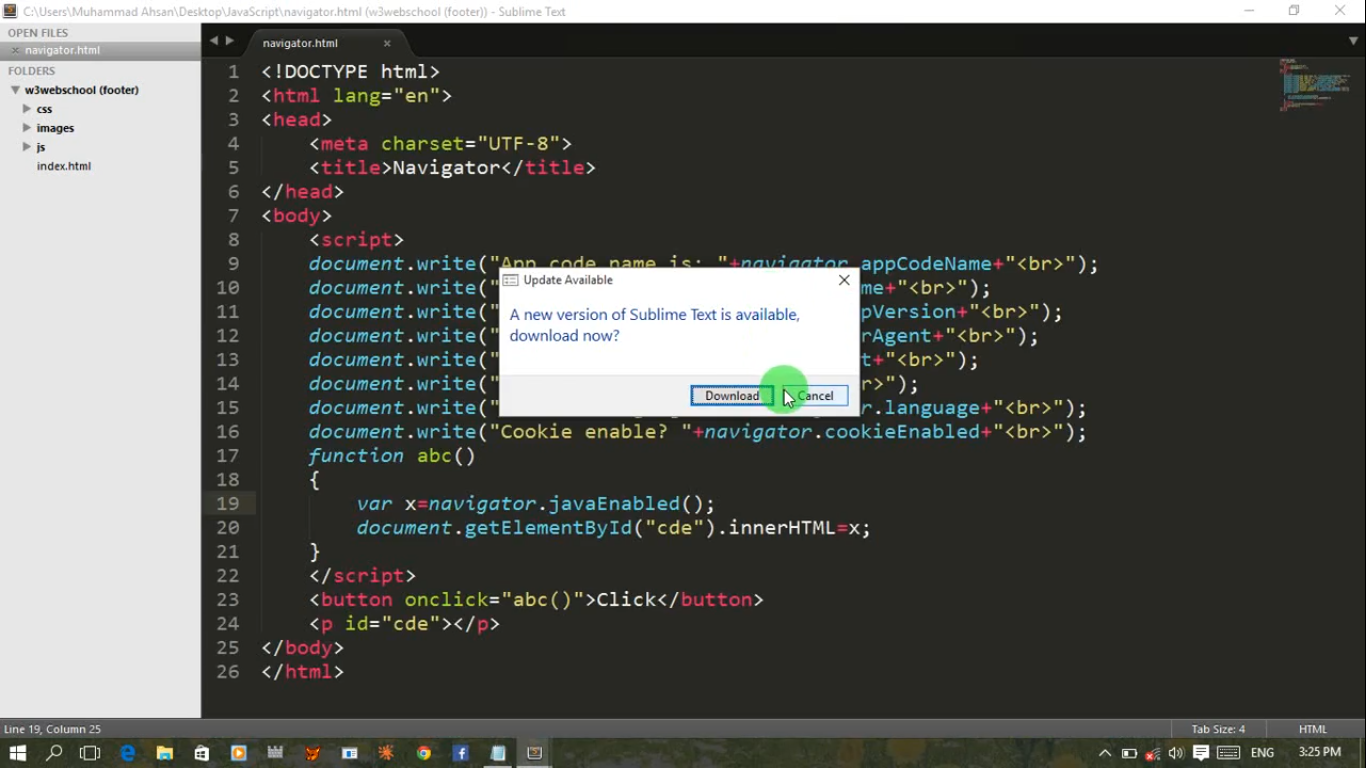 C:\Users\Muhammad Ahsan\Desktop\JavaScript\navigator.html (w3webschool (footer)) - Sublime Text
OPEN FILES
navigator.html
FOLDERS
w3webschool (footer)
css
images
js
index.html
navigator.html
1 <!DOCTYPE html>
2 <html lang="en">
3 <head>
4 <meta charset="UTF-8">
5 <title>Navigator</title>
6 </head>
7 <body>
8 <script>
9 document.write("App code name is: "+navigator.appCodeName+"<br>");
10 document.write(" me+"<br>");
11 document.write(" pVersion+"<br>");
12 document.write(" rAgent+"<br>");
13 document.write(" t+"<br>");
14 document.write(" r>");
15 document.write(" r.language+"<br>");
16 document.write("Cookie enable? "+navigator.cookieEnabled+"<br>");
17 function abc()
18 {
19 var x=navigator.javaEnabled();
20 document.getElementById("cde").innerHTML=x;
21 }
22 </script>
23 <button onclick="abc()">Click</button>
24 <p id="cde"></p>
25 </body>
26 </html>
Update Available
A new version of Sublime Text is available,
download now?
Download Cancel
Line 19, Column 25 Tab Size: 4 HTML
ENG 3:25 PM